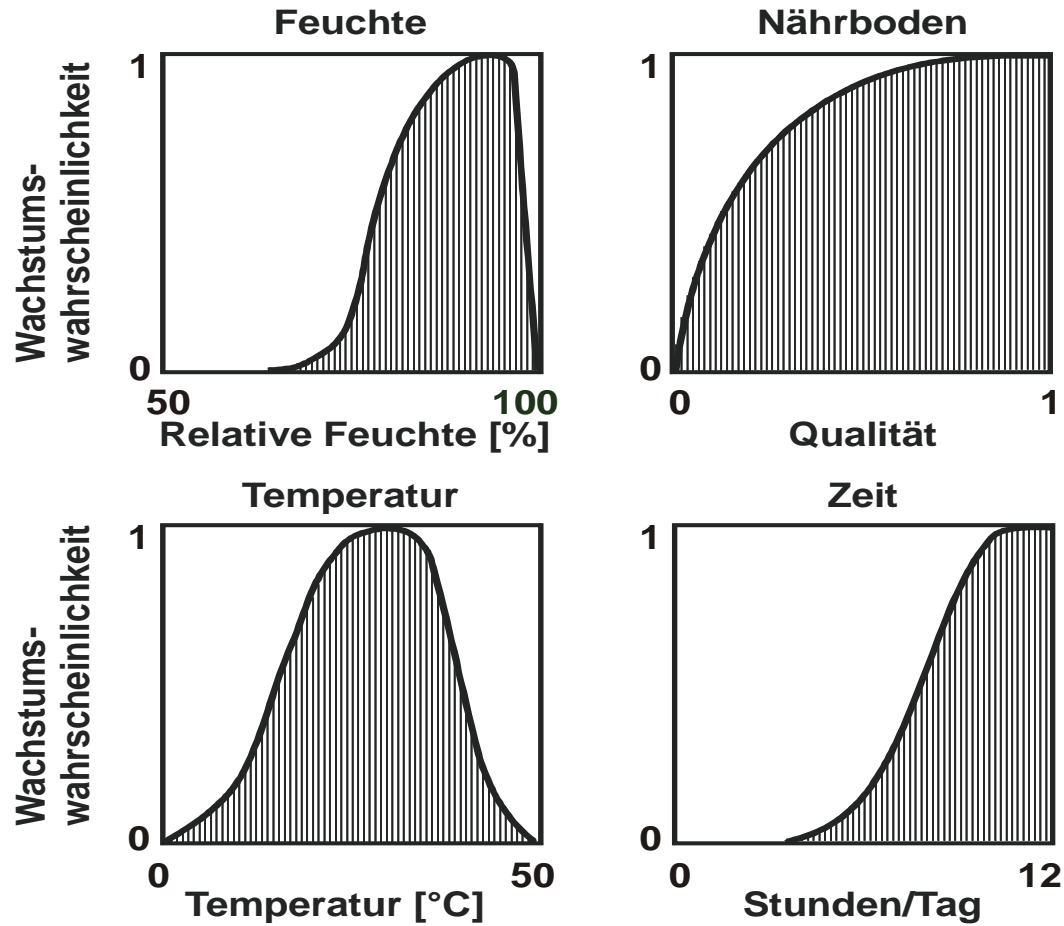 Feuchte
Wachstums-
wahrscheinlichkeit
1
0
50
100
Relative Feuchte [%]
Nährboden
1
0
0
1
Qualität
Temperatur
Wachstums-
wahrscheinlichkeit
1
0
0
50
Temperatur [°C]
Zeit
1
0
0
12
Stunden/Tag